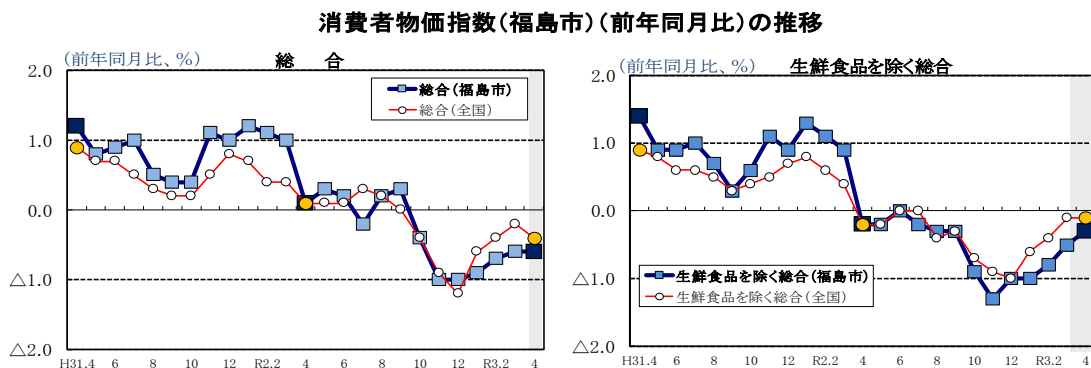 消費者物価指数(福島市)(前年同月比)の推移
(前年同月比、%)
総 合
2.0
1.0
0.0
△1.0
△2.0
総合(福島市)
総合(全国)
H31.4 6 8 10 12 R2.2 4 6 8 10 12 R3.2 4
(前年同月比、%)
生鮮食品を除く総合
2.0
1.0
0.0
△1.0
△2.0
生鮮食品を除く総合(福島市)
生鮮食品を除く総合(全国)
H31.4 6 8 10 12 R2.2 4 6 8 10 12 R3.2 4